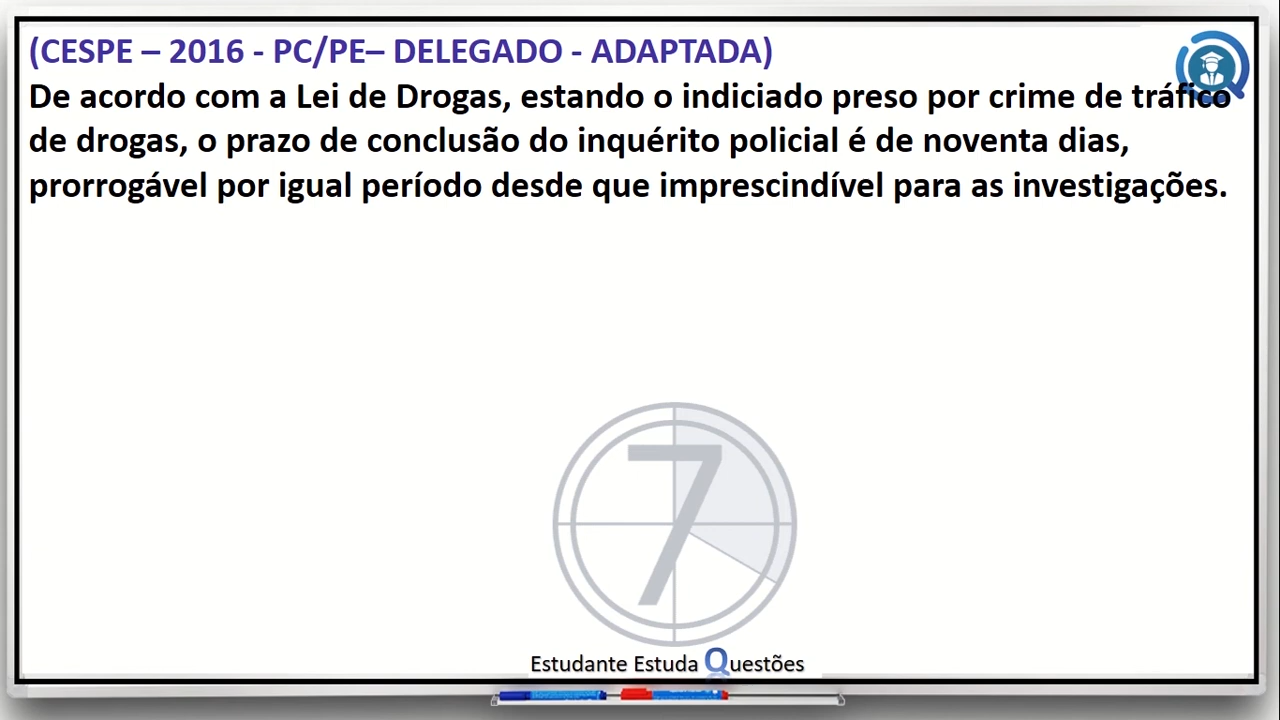 (CESPE – 2016 - PC/PE– DELEGADO - ADAPTADA)
De acordo com a Lei de Drogas, estando o indiciado preso por crime de tráfico
de drogas, o prazo de conclusão do inquérito policial é de noventa dias,
prorrogável por igual período desde que imprescindível para as investigações.
7
Estudante Estuda Questões